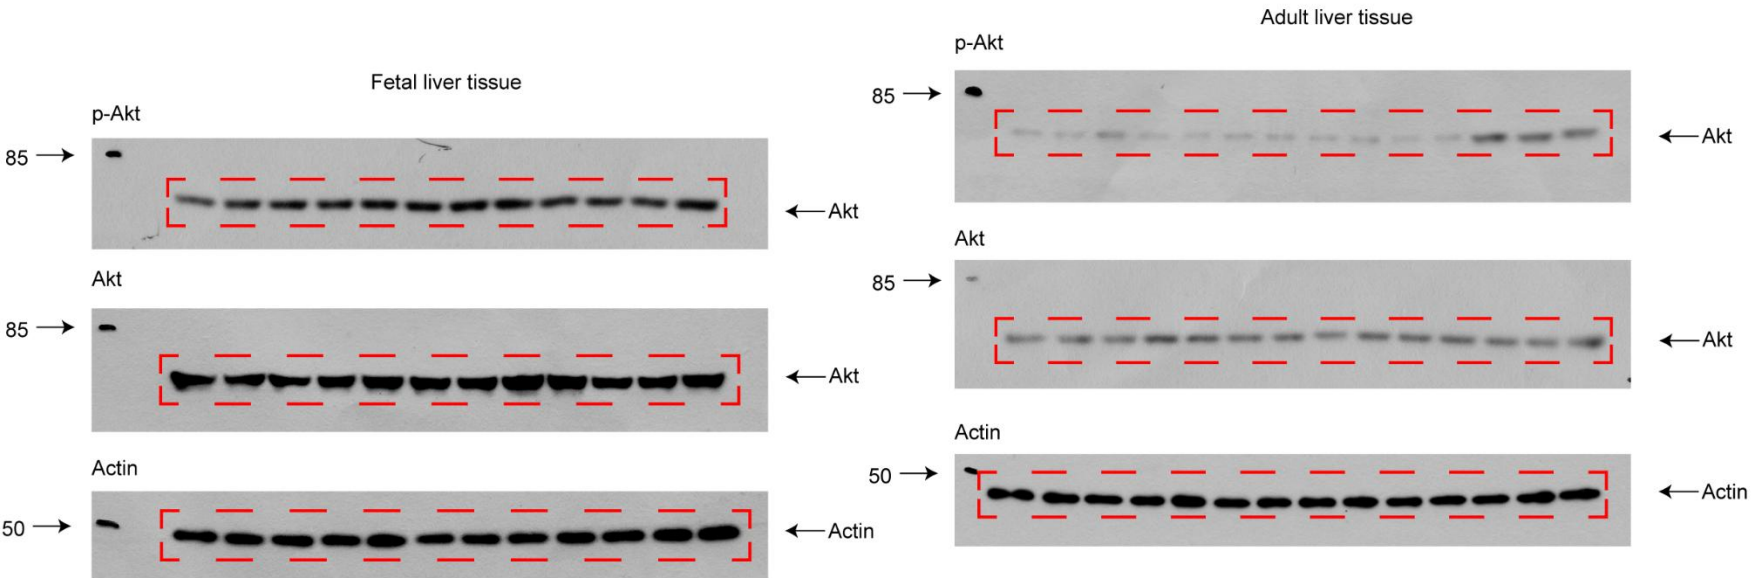 Fetal liver tissue
p-Akt
85
Akt
Akt
85
Akt
Actin
50
Actin
Adult liver tissue
p-Akt
85
Akt
Akt
85
Akt
Actin
50
Actin